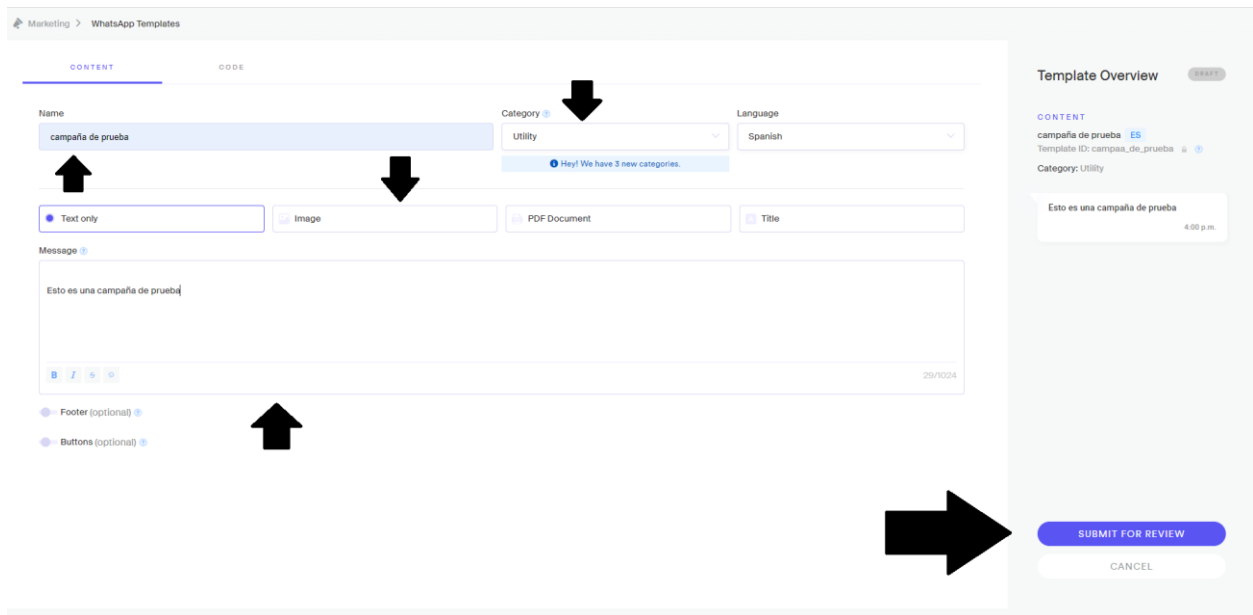 Marketing > WhatsApp Templates
CONTENT CODE
Name
campaña de prueba
Category
Utility
Hey! We have 3 new categories.
Language
Spanish
Text only
Image
PDF Document
Title
Message
Esto es una campaña de prueba
B I S
29/1024
Footer (optional)
Buttons (optional)
Template Overview DRAFT
CONTENT
campaña de prueba ES
Template ID: campaa_de_prueba
Category: Utility
Esto es una campaña de prueba
4:00 p.m.
SUBMIT FOR REVIEW
CANCEL